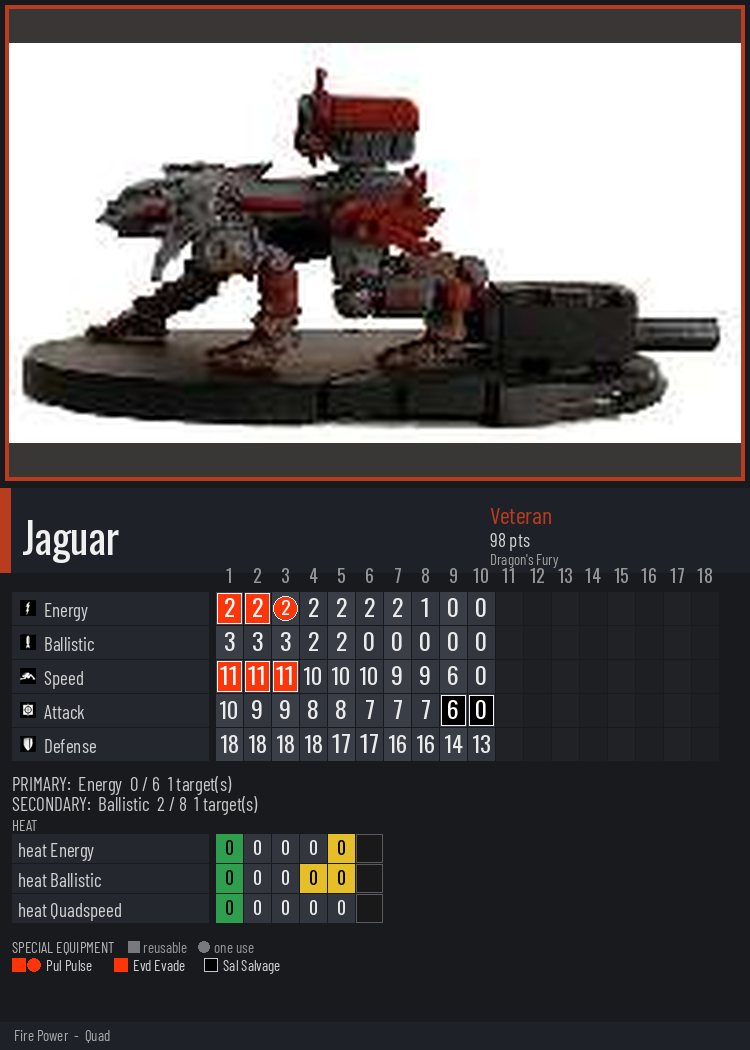 Jaguar
Veteran
98 pts
Dragon's Fury
1 2 3 4 5 6 7 8 9 10 11 12 13 14 15 16 17 18
Energy 2 2 2 2 2 2 2 1 0 0
Ballistic 3 3 3 2 2 0 0 0 0 0
Speed 11 11 11 10 10 10 9 9 6 0
Attack 10 9 9 8 8 7 7 7 6 0
Defense 18 18 18 18 17 17 16 16 14 13
PRIMARY: Energy 0 / 6 1 target(s)
SECONDARY: Ballistic 2 / 8 1 target(s)
HEAT
heat Energy 0 0 0 0 0
heat Ballistic 0 0 0 0 0
heat Quadspeed 0 0 0 0 0
SPECIAL EQUIPMENT reusable one use
Pul Pulse Evd Evade Sal Salvage
Fire Power - Quad